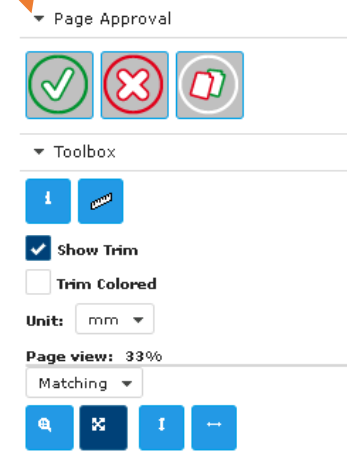 Page Approval
Toolbox
Show Trim
Trim Colored
Unit: mm
Page view: 33%
Matching